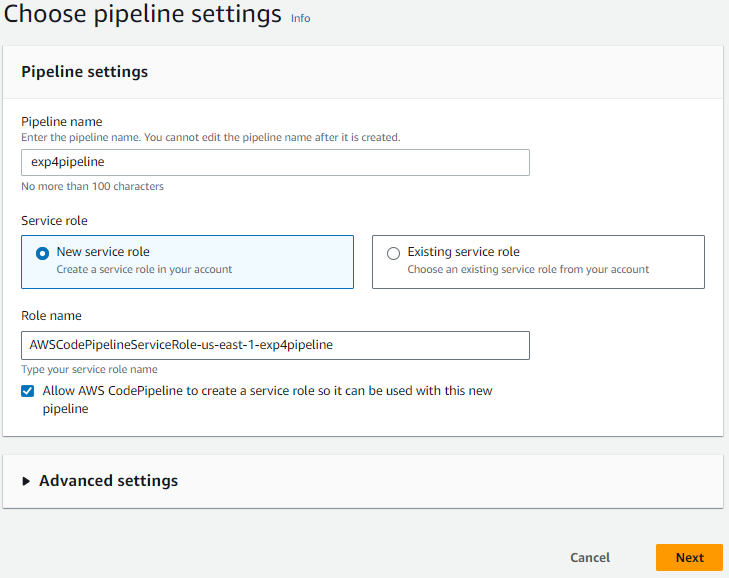 Choose pipeline settings Info
Pipeline settings
Pipeline name
Enter the pipeline name. You cannot edit the pipeline name after it is created.
exp4pipeline
No more than 100 characters
Service role
New service role
Create a service role in your account
Existing service role
Choose an existing service role from your account
Role name
AWSCodePipelineServiceRole-us-east-1-exp4pipeline
Type your service role name
Allow AWS CodePipeline to create a service role so it can be used with this new
pipeline
Advanced settings
Cancel
Next